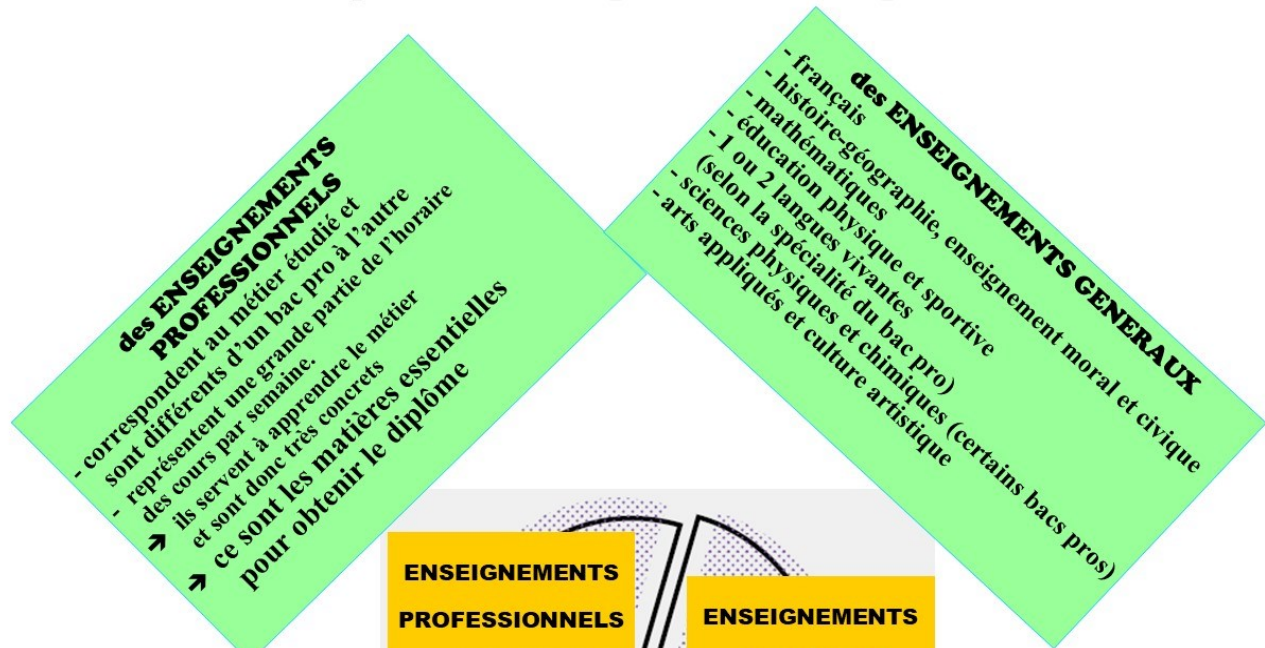 des ENSEIGNEMENTS
PROFESSIONNELS
- correspondent au métier étudié et
sont différents d’un bac pro à l’autre
- représentent une grande partie de l’horaire
des cours par semaine.
➔ ils servent à apprendre le métier
et sont donc très concrets
➔ ce sont les matières essentielles
pour obtenir le diplôme
des ENSEIGNEMENTS GENERAUX
- français
- histoire-géographie, enseignement moral et civique
- mathématiques
- éducation physique et sportive
- 1 ou 2 langues vivantes
(selon la spécialité du bac pro)
- sciences physiques et chimiques (certains bacs pros)
- arts appliqués et culture artistique
ENSEIGNEMENTS
PROFESSIONNELS
ENSEIGNEMENTS